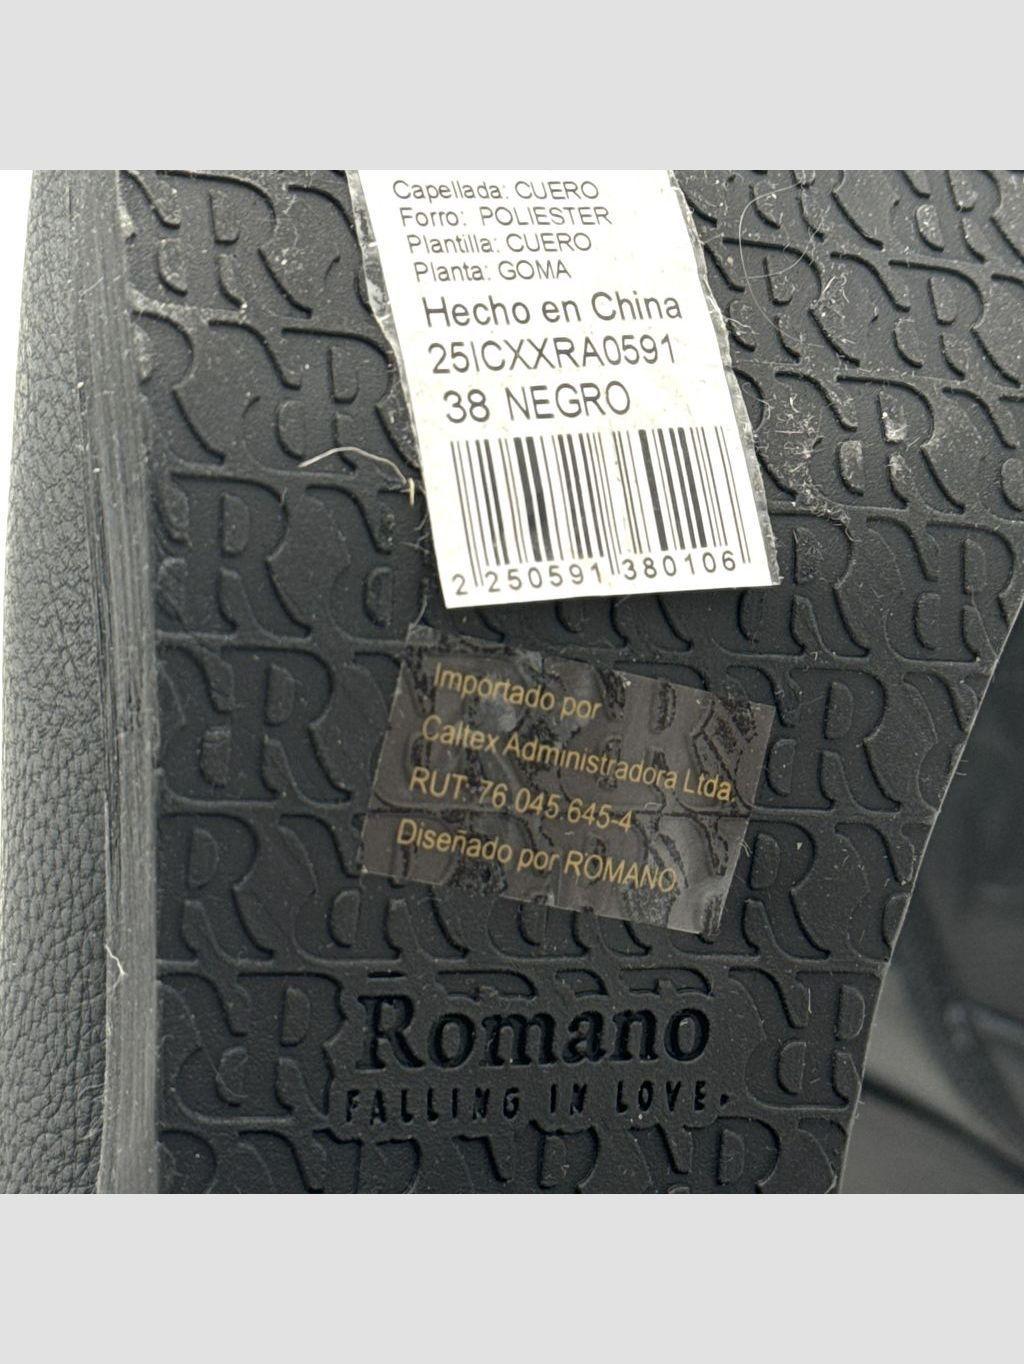 Capellada: CUERO
Forro: POLIESTER
Plantilla: CUERO
Planta: GOMA
Hecho en China
25ICXXRA0591
38 NEGRO
2 250591 380106
Importado por
Caltex Administradora Ltda.
RUT: 76.045.645-4
Diseñado por ROMANO
Romano
FALLING IN LOVE.